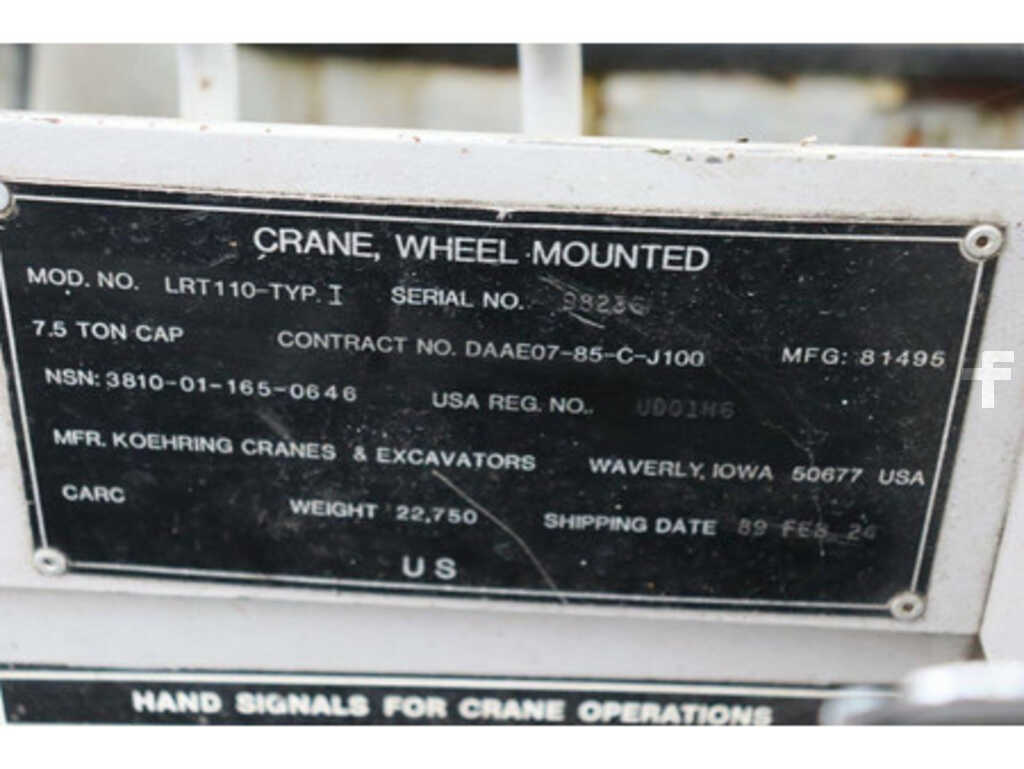 CRANE, WHEEL MOUNTED
MOD. NO. LRT110-TYP. I SERIAL NO.
7.5 TON CAP CONTRACT NO. DAAE07-85-C-J100 MFG: 81495
NSN: 3810-01-165-0646 USA REG. NO..
MFR. KOEHRING CRANES & EXCAVATORS WAVERLY, IOWA 50677 USA
CARC WEIGHT 22,750 SHIPPING DATE 89 FEB
US
HAND SIGNALS FOR CRANE OPERATIONS
f